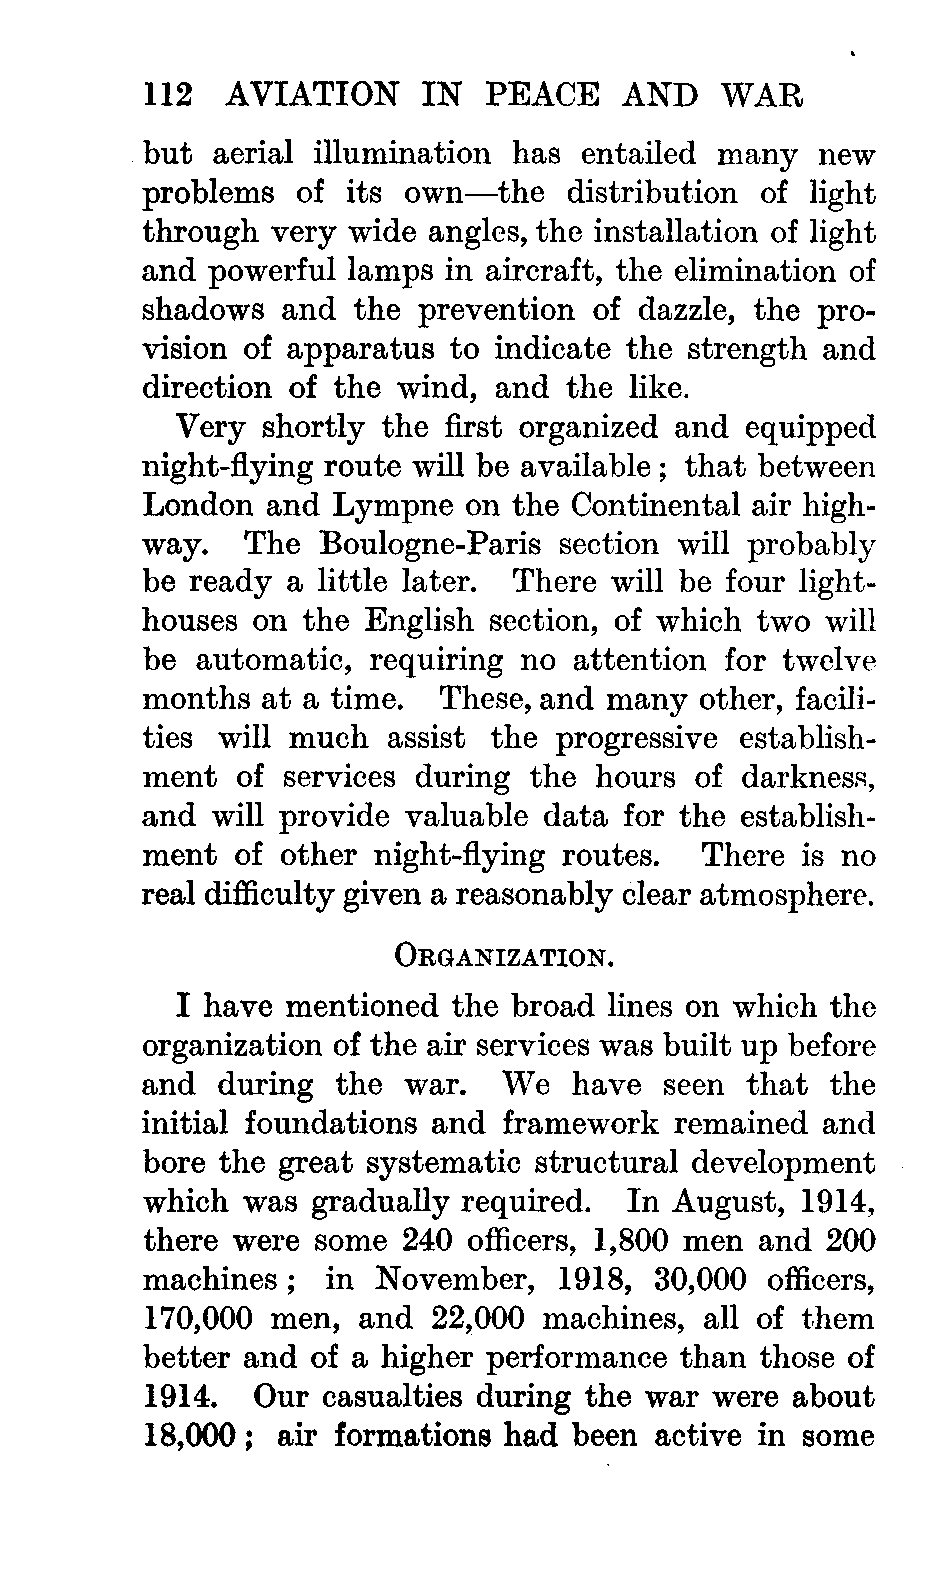 112 AVIATION IN PEACE AND WAR
but aerial illumination has entailed many new
problems of its own—the distribution of light
through very wide angles, the installation of light
and powerful lamps in aircraft, the elimination of
shadows and the prevention of dazzle, the pro-
vision of apparatus to indicate the strength and
direction of the wind, and the like.
Very shortly the first organized and equipped
night-flying route will be available ; that between
London and Lympne on the Continental air high-
way. The Boulogne-Paris section will probably
be ready a little later. There will be four light-
houses on the English section, of which two will
be automatic, requiring no attention for twelve
months at a time. These, and many other, facili-
ties will much assist the progressive establish-
ment of services during the hours of darkness,
and will provide valuable data for the establish-
ment of other night-flying routes. There is no
real difficulty given a reasonably clear atmosphere.
ORGANIZATION.
I have mentioned the broad lines on which the
organization of the air services was built up before
and during the war. We have seen that the
initial foundations and framework remained and
bore the great systematic structural development
which was gradually required. In August, 1914,
there were some 240 officers, 1,800 men and 200
machines ; in November, 1918, 30,000 officers,
170,000 men, and 22,000 machines, all of them
better and of a higher performance than those of
1914. Our casualties during the war were about
18,000 ; air formations had been active in some